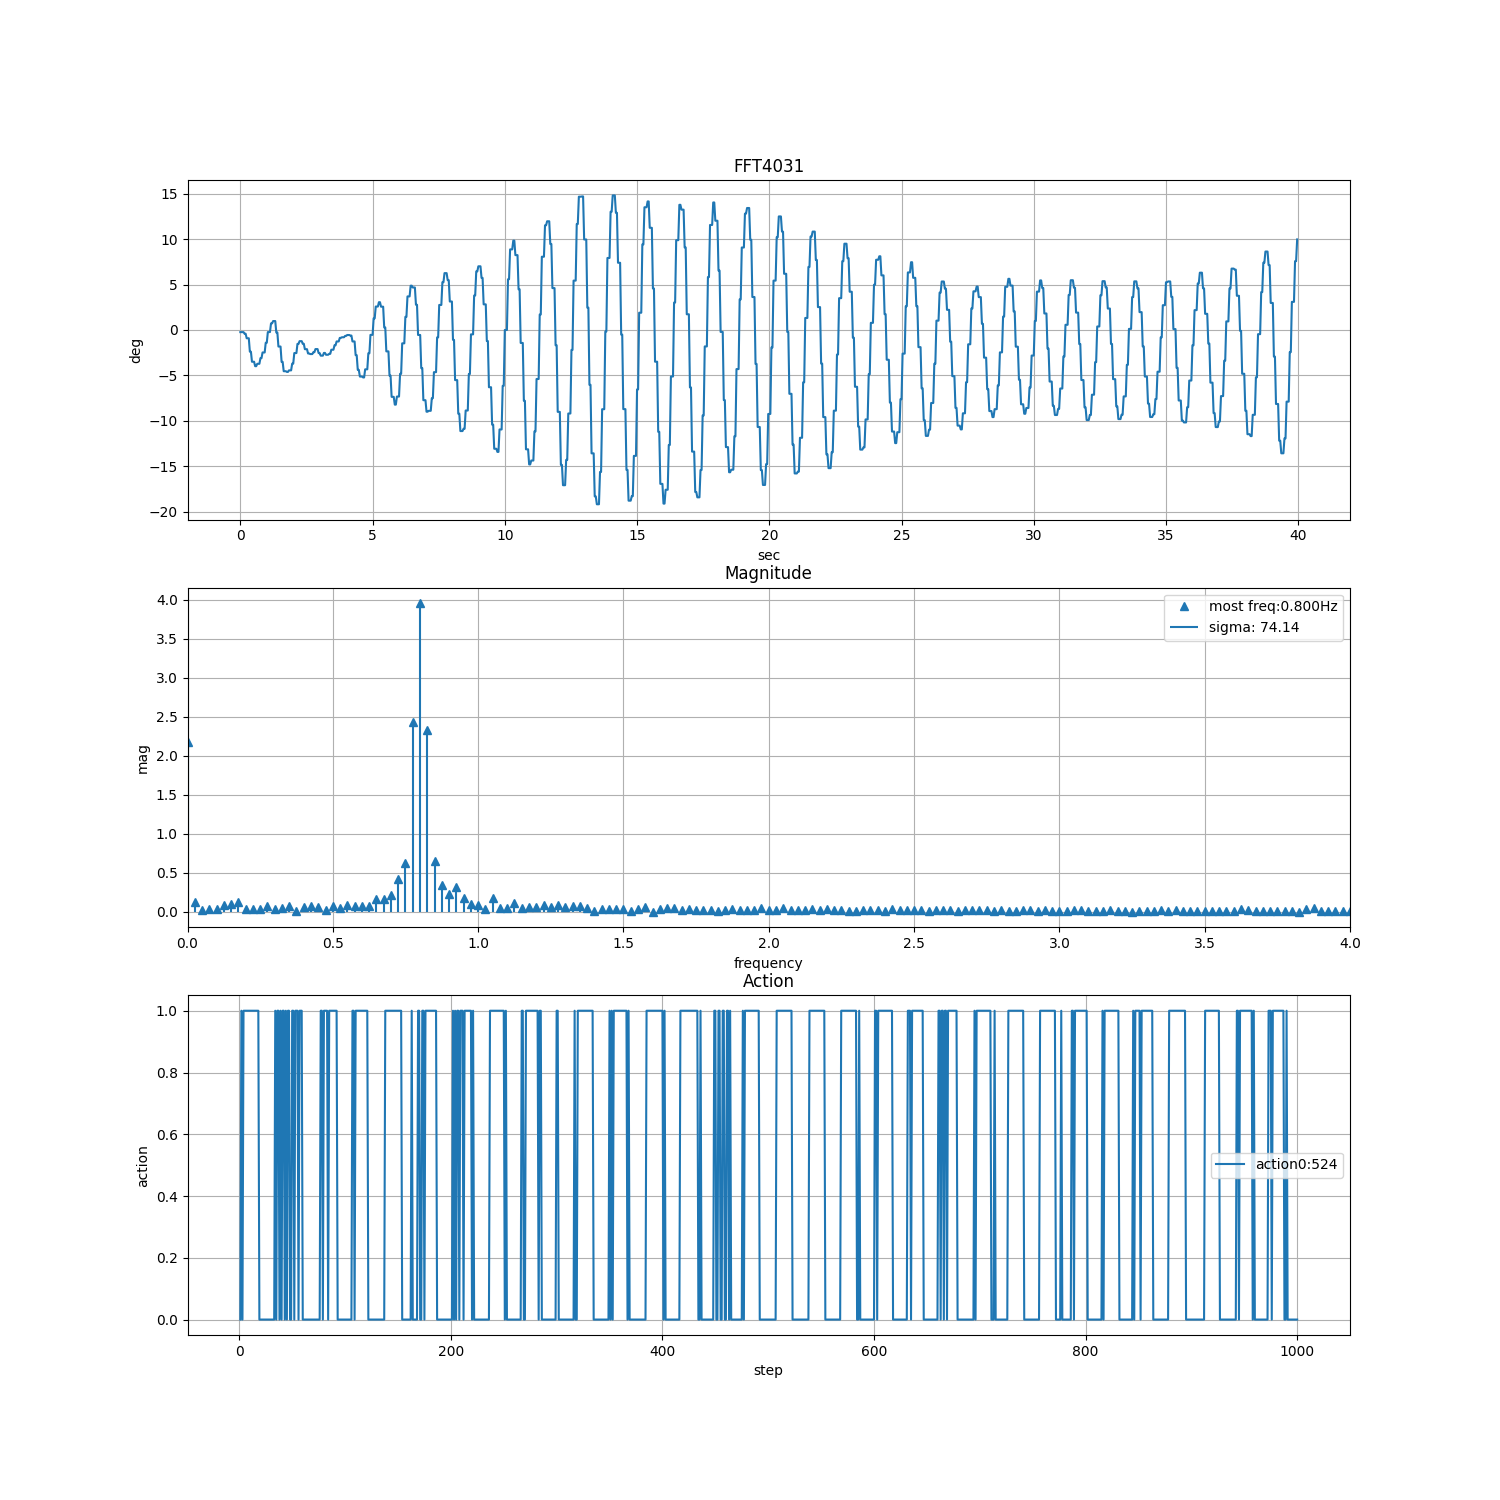 FFT4031
15
10
5
0
−5
−10
−15
−20
deg
0 5 10 15 20 25 30 35 40
sec
Magnitude
4.0
3.5
3.0
2.5
2.0
1.5
1.0
0.5
0.0
mag
most freq:0.800Hz
sigma: 74.14
0.0 0.5 1.0 1.5 2.0 2.5 3.0 3.5 4.0
frequency
Action
1.0
0.8
0.6
0.4
0.2
0.0
action
action0:524
0 200 400 600 800 1000
step